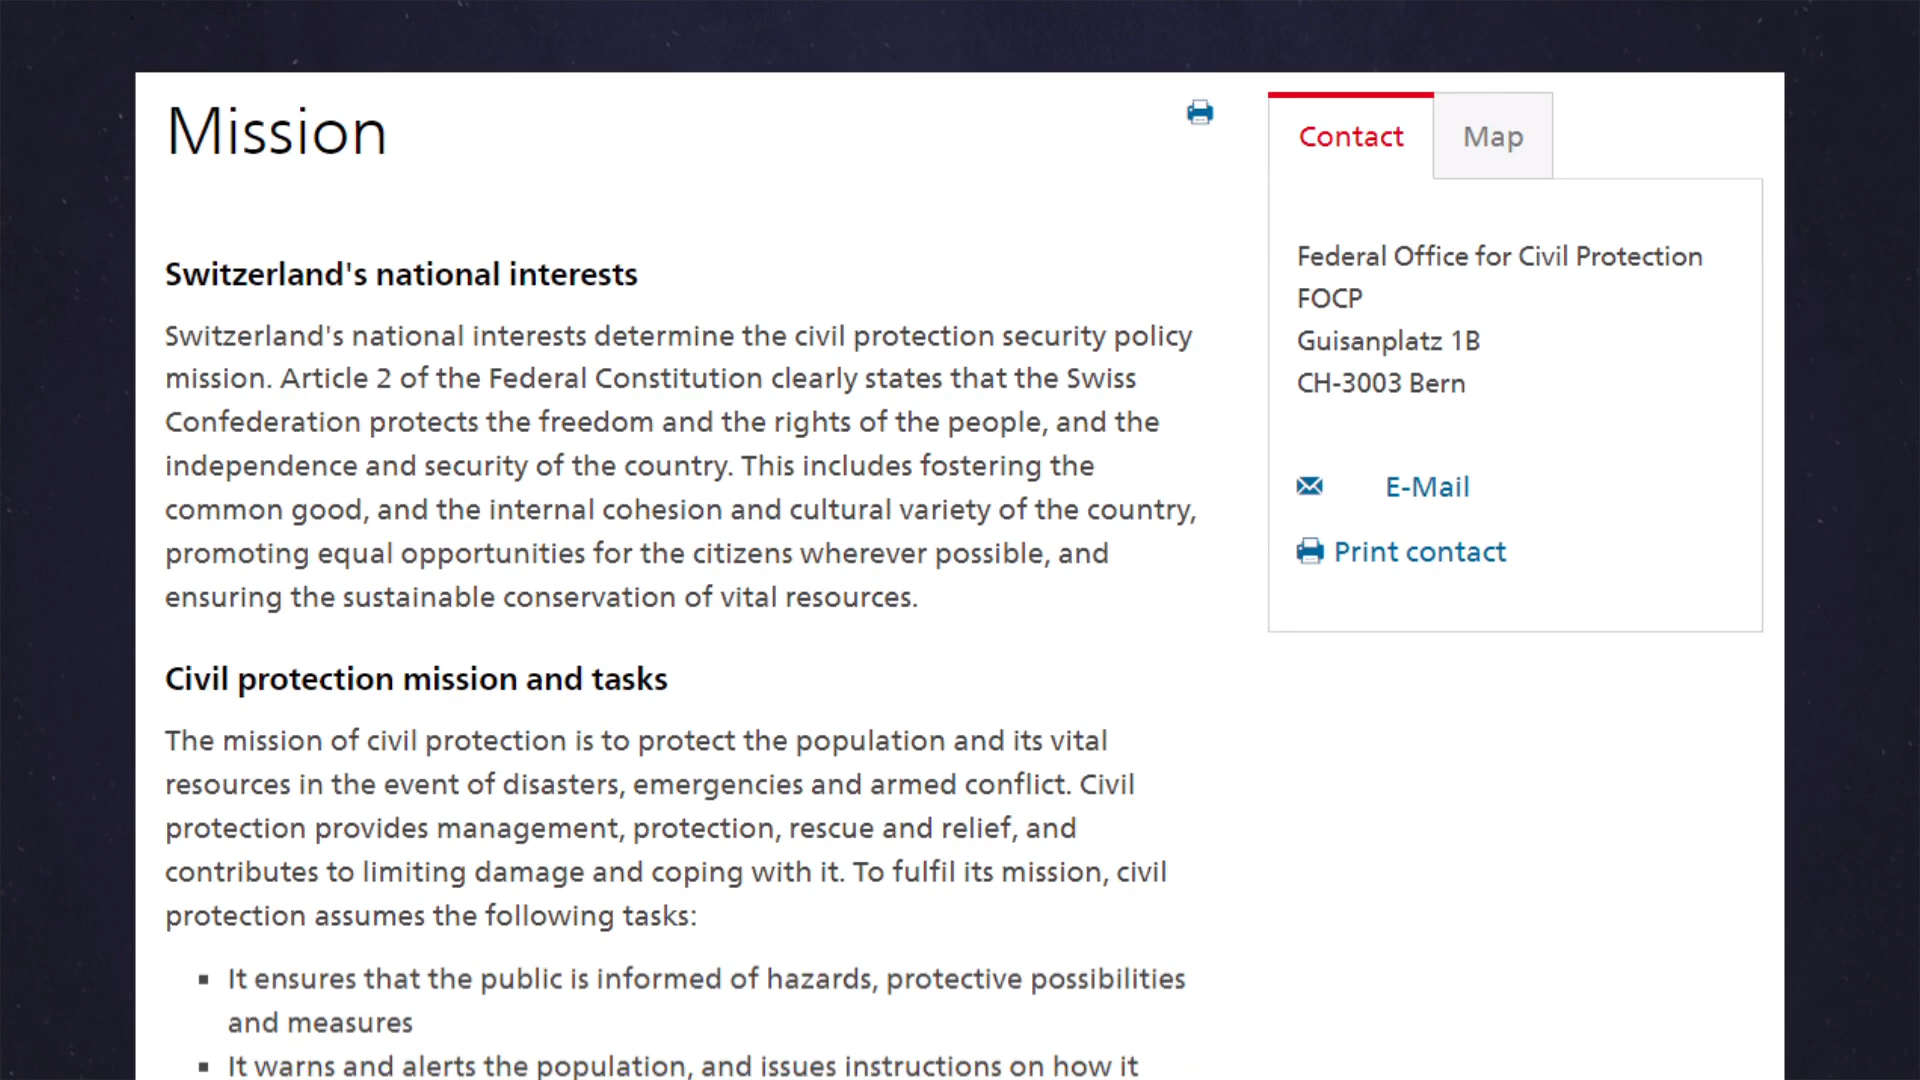 Mission
Switzerland's national interests
Switzerland's national interests determine the civil protection security policy
mission. Article 2 of the Federal Constitution clearly states that the Swiss
Confederation protects the freedom and the rights of the people, and the
independence and security of the country. This includes fostering the
common good, and the internal cohesion and cultural variety of the country,
promoting equal opportunities for the citizens wherever possible, and
ensuring the sustainable conservation of vital resources.
Civil protection mission and tasks
The mission of civil protection is to protect the population and its vital
resources in the event of disasters, emergencies and armed conflict. Civil
protection provides management, protection, rescue and relief, and
contributes to limiting damage and coping with it. To fulfil its mission, civil
protection assumes the following tasks:
▪ It ensures that the public is informed of hazards, protective possibilities
and measures
▪ It warns and alerts the population, and issues instructions on how it
Contact
Map
Federal Office for Civil Protection
FOCP
Guisanplatz 1B
CH-3003 Bern
E-Mail
Print contact